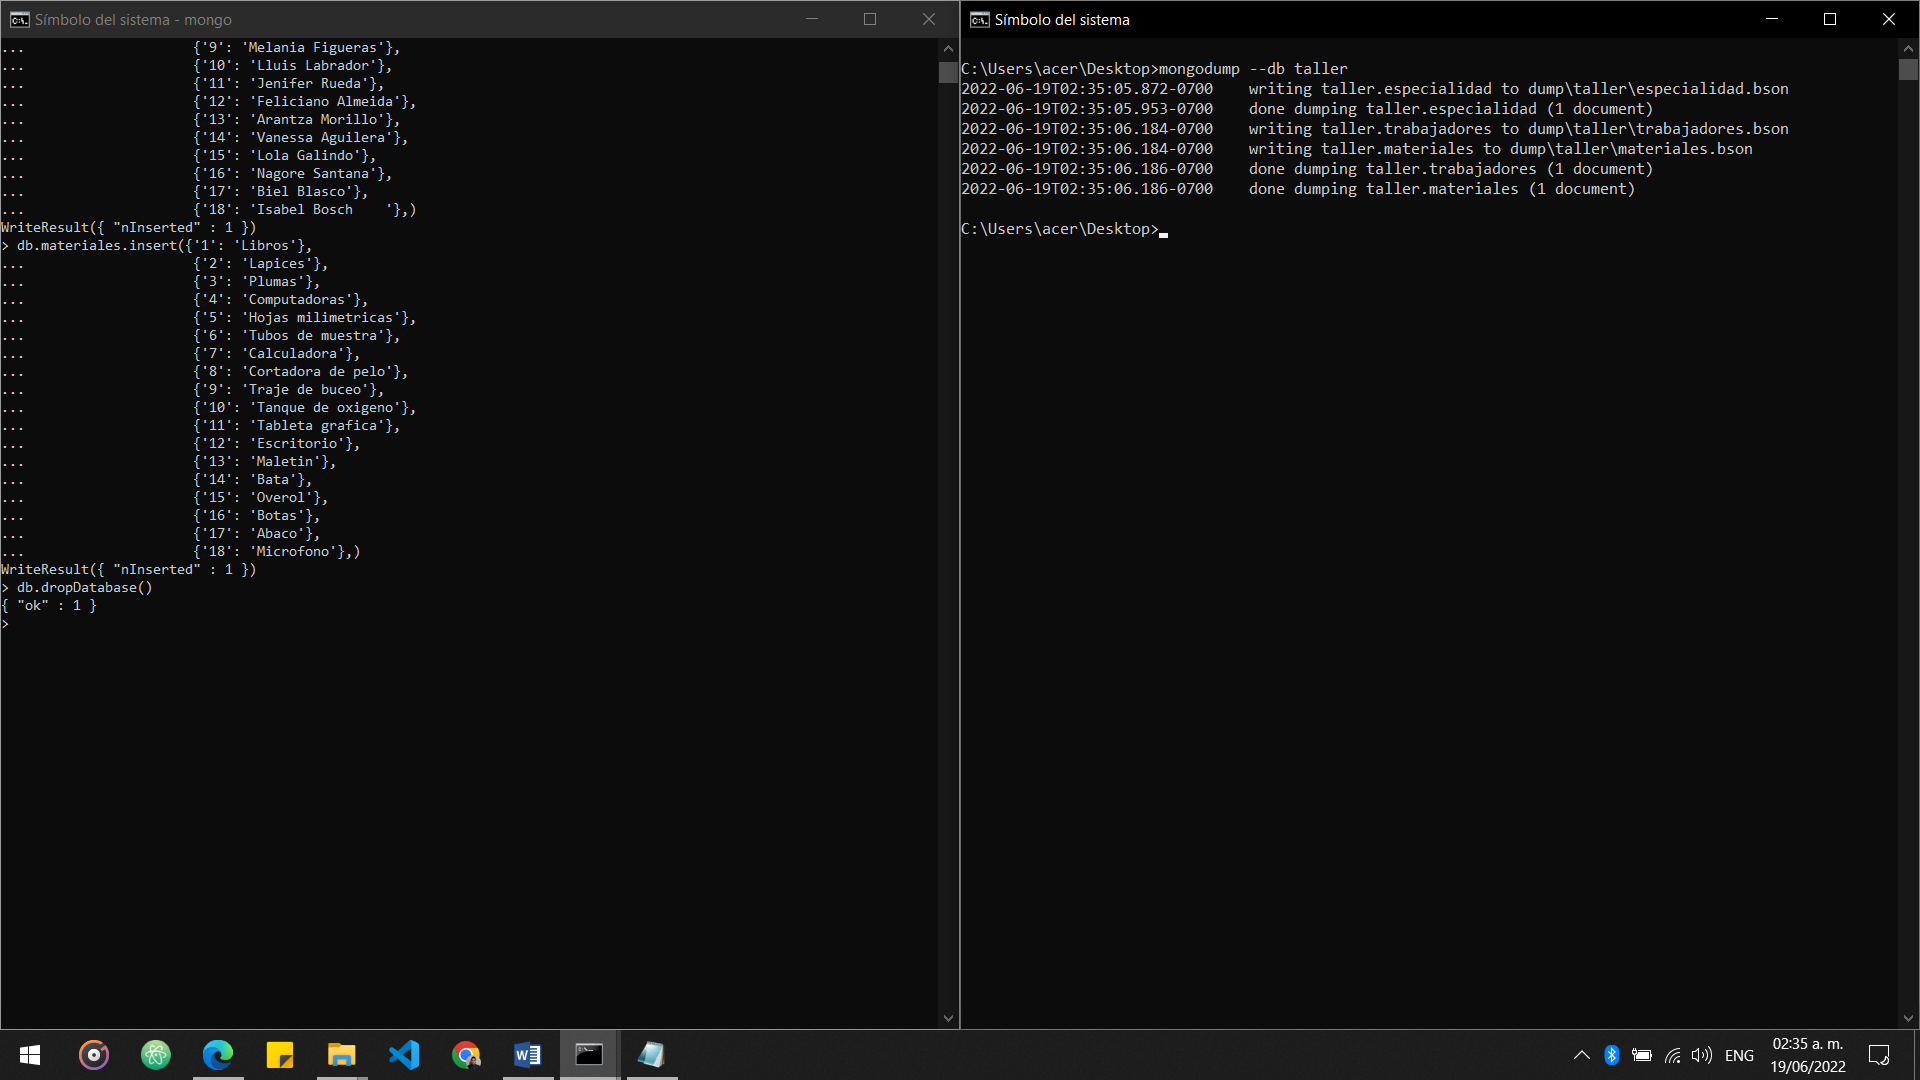 Símbolo del sistema - mongo
... {'9': 'Melania Figueras'},
... {'10': 'Lluis Labrador'},
... {'11': 'Jenifer Rueda'},
... {'12': 'Feliciano Almeida'},
... {'13': 'Arantza Morillo'},
... {'14': 'Vanessa Aguilera'},
... {'15': 'Lola Galindo'},
... {'16': 'Nagore Santana'},
... {'17': 'Biel Blasco'},
... {'18': 'Isabel Bosch    '},)
WriteResult({ "nInserted" : 1 })
> db.materiales.insert({'1': 'Libros'},
... {'2': 'Lapices'},
... {'3': 'Plumas'},
... {'4': 'Computadoras'},
... {'5': 'Hojas milimetricas'},
... {'6': 'Tubos de muestra'},
... {'7': 'Calculadora'},
... {'8': 'Cortadora de pelo'},
... {'9': 'Traje de buceo'},
... {'10': 'Tanque de oxigeno'},
... {'11': 'Tableta grafica'},
... {'12': 'Escritorio'},
... {'13': 'Maletin'},
... {'14': 'Bata'},
... {'15': 'Overol'},
... {'16': 'Botas'},
... {'17': 'Abaco'},
... {'18': 'Microfono'},)
WriteResult({ "nInserted" : 1 })
> db.dropDatabase()
{ "ok" : 1 }
>
Símbolo del sistema
C:\Users\acer\Desktop>mongodump --db taller
2022-06-19T02:35:05.872-0700    writing taller.especialidad to dump\taller\especialidad.bson
2022-06-19T02:35:05.953-0700    done dumping taller.especialidad (1 document)
2022-06-19T02:35:06.184-0700    writing taller.trabajadores to dump\taller\trabajadores.bson
2022-06-19T02:35:06.184-0700    writing taller.materiales to dump\taller\materiales.bson
2022-06-19T02:35:06.186-0700    done dumping taller.trabajadores (1 document)
2022-06-19T02:35:06.186-0700    done dumping taller.materiales (1 document)
C:\Users\acer\Desktop>
ENG
02:35 a. m.
19/06/2022